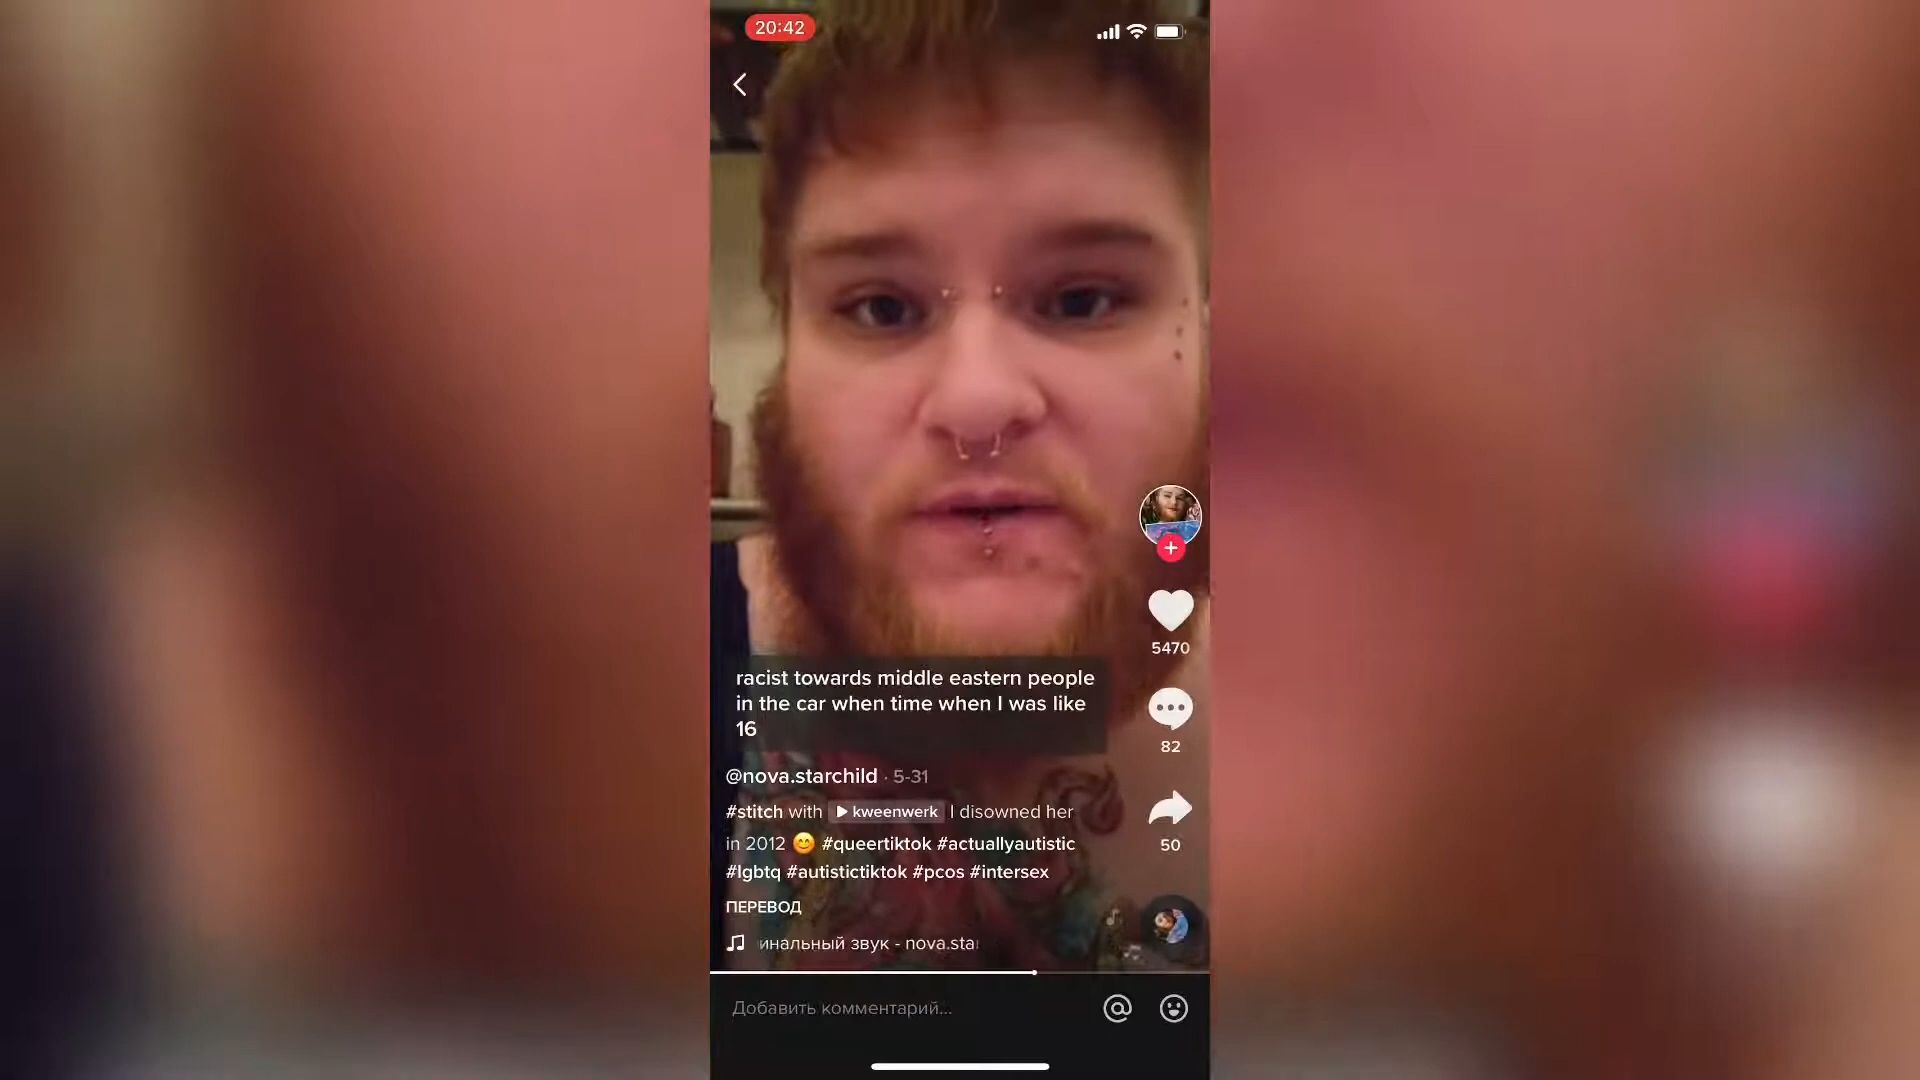 20:42
racist towards middle eastern people
in the car when time when I was like
16
@nova.starchild · 5-31
#stitch with kweenwerk I disowned her
in 2012 😊 #queertiktok #actuallyautistic
#lgbtq #autistictiktok #pcos #intersex
ПЕРЕВОД
инальный звук - nova.sta
Добавить комментарий...
5470
82
50